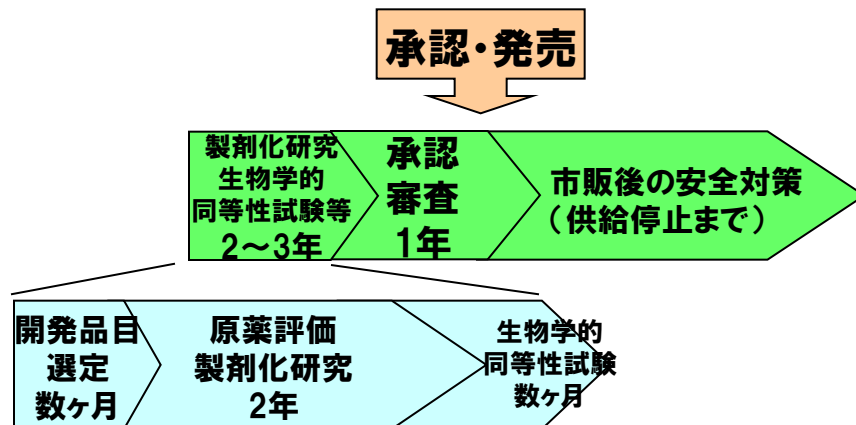 承認・発売
製剤化研究
生物学的
同等性試験等
2～3年
承認
審査
1年
市販後の安全対策
（供給停止まで）
開発品目
選定
数ヶ月
原薬評価
製剤化研究
2年
生物学的
同等性試験
数ヶ月